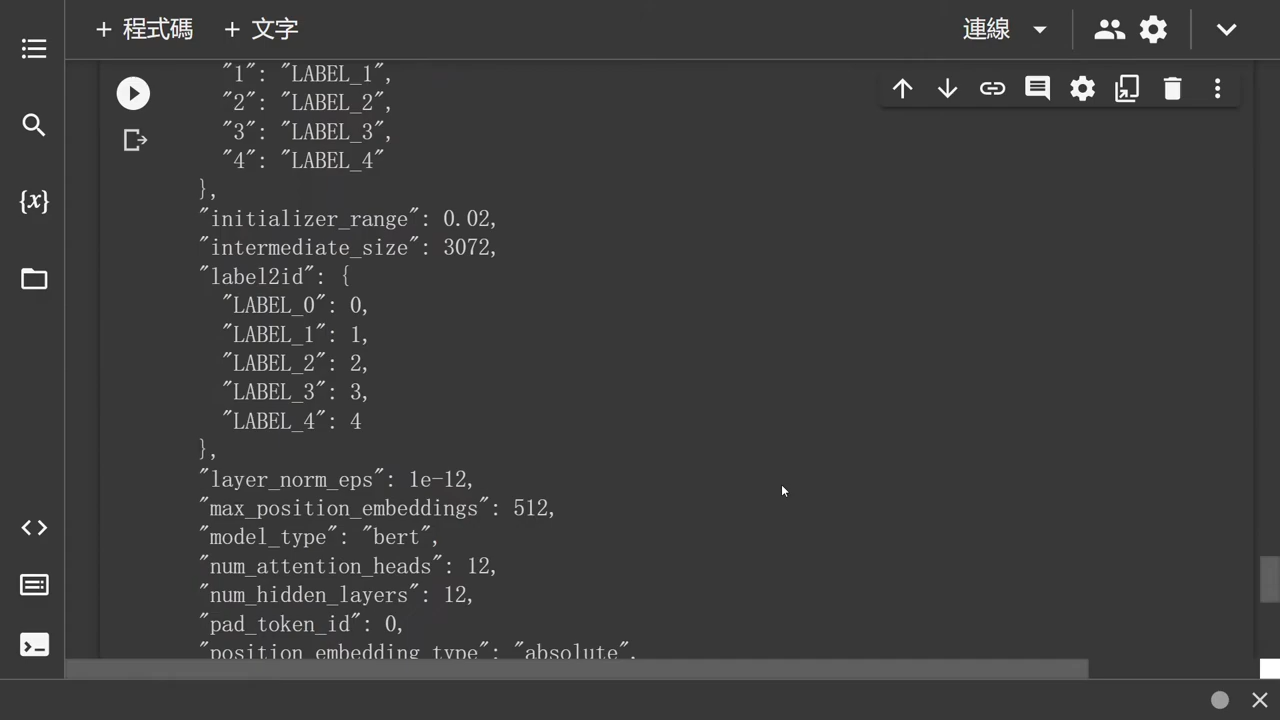 + 程式碼 + 文字 連線
"1": "LABEL_1",
"2": "LABEL_2",
"3": "LABEL_3",
"4": "LABEL_4"
},
"initializer_range": 0.02,
"intermediate_size": 3072,
"label2id": {
"LABEL_0": 0,
"LABEL_1": 1,
"LABEL_2": 2,
"LABEL_3": 3,
"LABEL_4": 4
},
"layer_norm_eps": 1e-12,
"max_position_embeddings": 512,
"model_type": "bert",
"num_attention_heads": 12,
"num_hidden_layers": 12,
"pad_token_id": 0,
"position_embedding_type": "absolute",
{x}